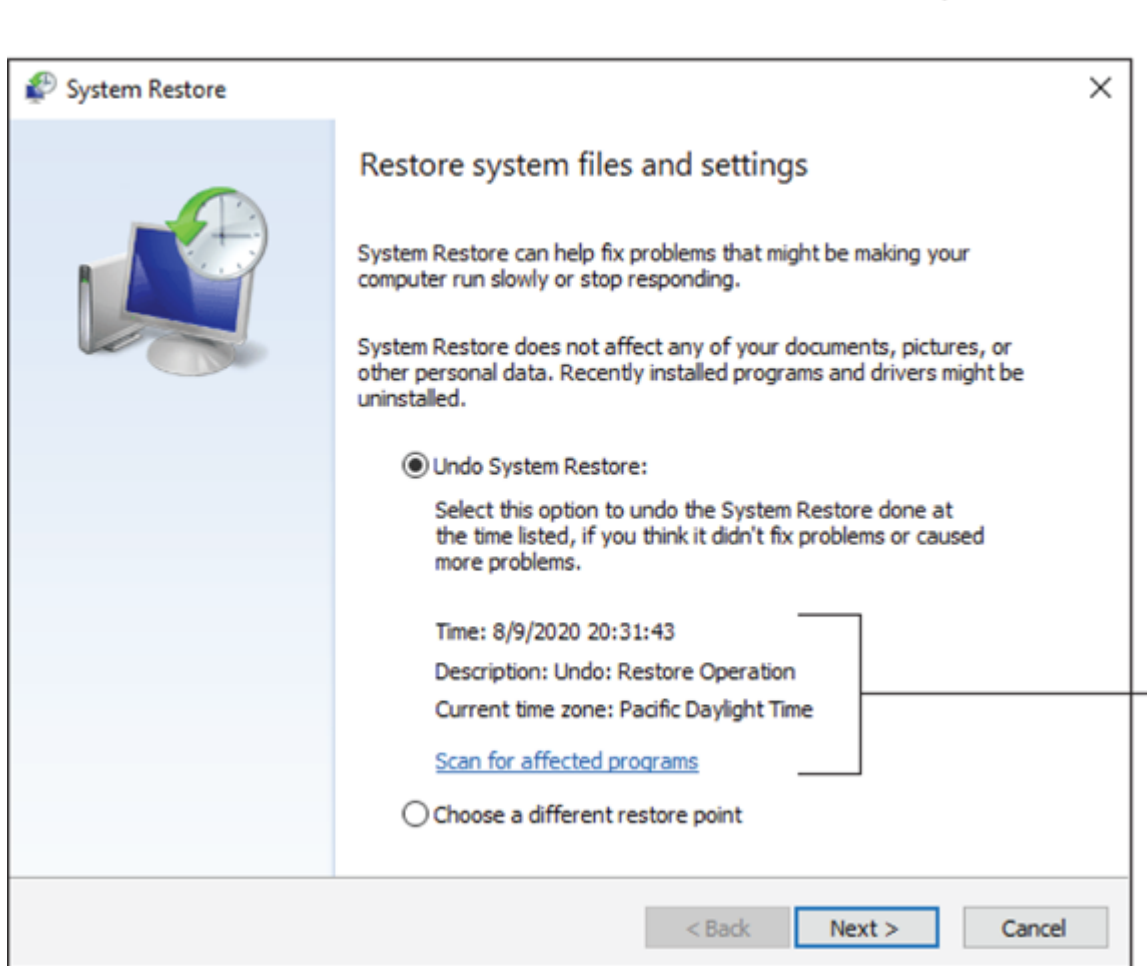 System Restore
Restore system files and settings
System Restore can help fix problems that might be making your
computer run slowly or stop responding.
System Restore does not affect any of your documents, pictures, or
other personal data. Recently installed programs and drivers might be
uninstalled.
Undo System Restore:
Select this option to undo the System Restore done at
the time listed, if you think it didn't fix problems or caused
more problems.
Time: 8/9/2020 20:31:43
Description: Undo: Restore Operation
Current time zone: Pacific Daylight Time
Scan for affected programs
Choose a different restore point
< Back Next > Cancel